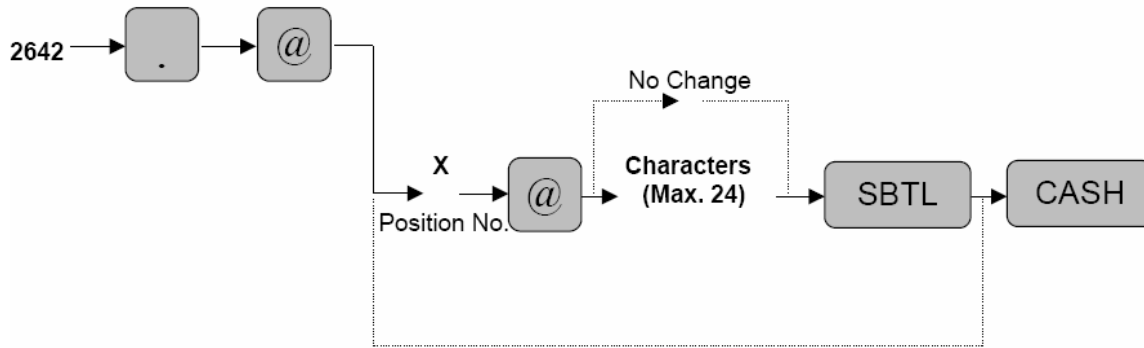 2642
.
@
No Change
X
@
Characters
(Max. 24)
SBTL
CASH
Position No.